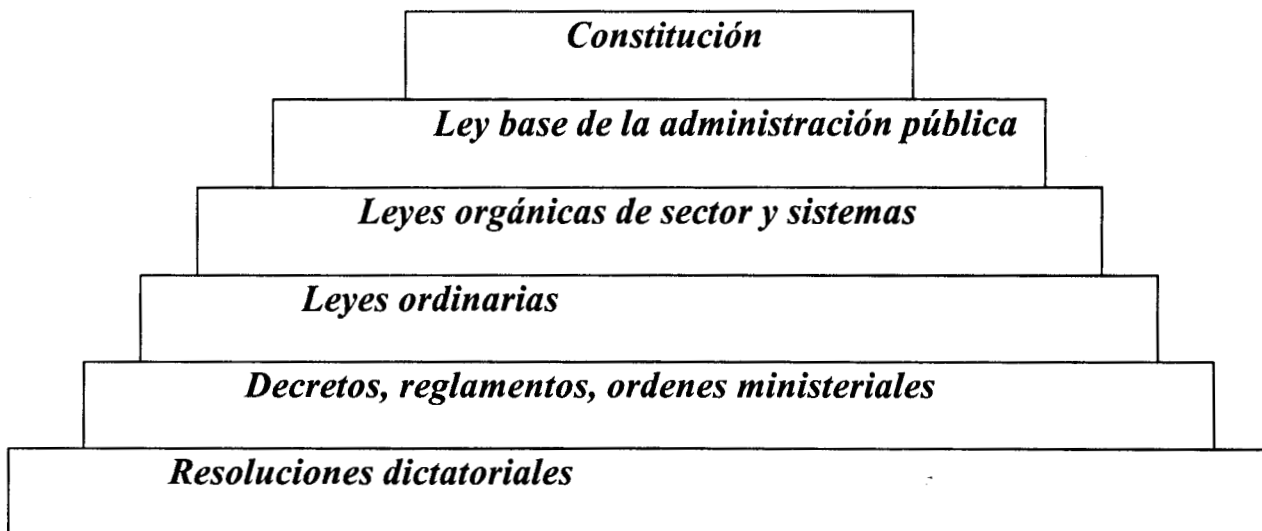 Constitución
Ley base de la administración pública
Leyes orgánicas de sector y sistemas
Leyes ordinarias
Decretos, reglamentos, ordenes ministeriales
Resoluciones dictatoriales